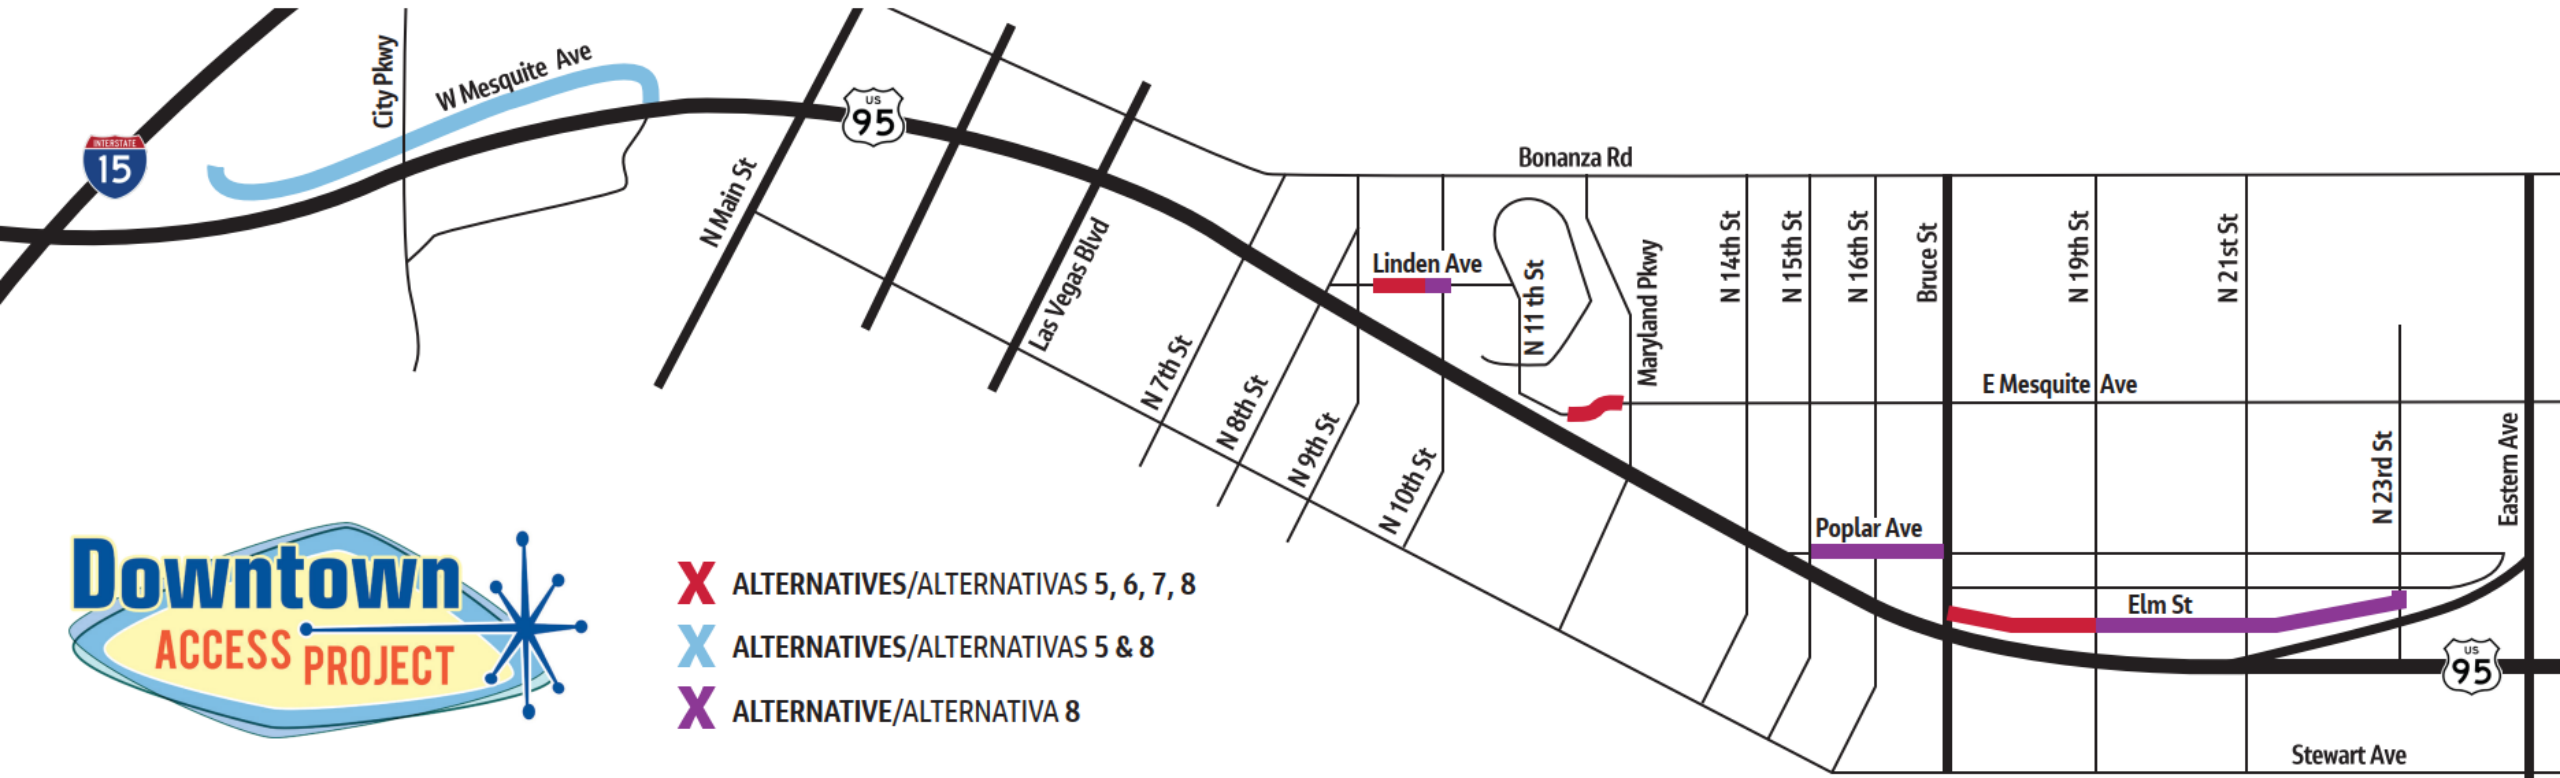 City Pkwy
W Mesquite Ave
INTERSTATE
15
N Main St
US
95
Las Vegas Blvd
Bonanza Rd
N 7th St
N 8th St
N 9th St
N 10th St
Linden Ave
N 11 th St
Maryland Pkwy
N 14th St
N 15th St
N 16th St
Bruce St
N 19th St
N 21st St
E Mesquite Ave
N 23rd St
Eastern Ave
Poplar Ave
Elm St
US
95
Stewart Ave
Downtown
ACCESS PROJECT
X ALTERNATIVES/ALTERNATIVAS 5, 6, 7, 8
X ALTERNATIVES/ALTERNATIVAS 5 & 8
X ALTERNATIVE/ALTERNATIVA 8